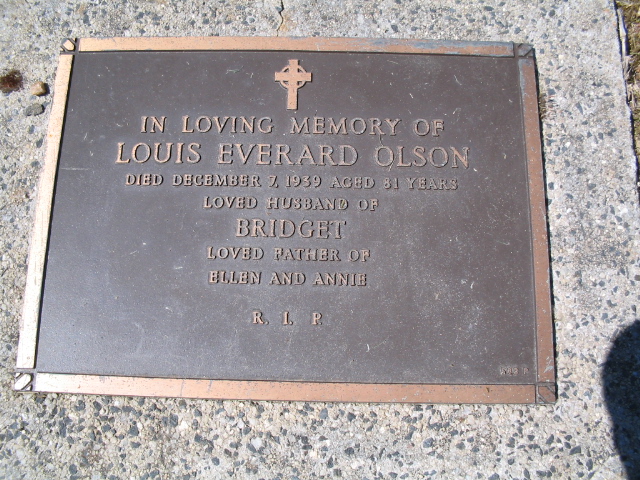 IN LOVING MEMORY OF
LOUIS EVERARD OLSON
DIED DECEMBER 7, 1939 AGED 81 YEARS
LOVED HUSBAND OF
BRIDGET
LOVED FATHER OF
ELLEN AND ANNIE
R. I. P.